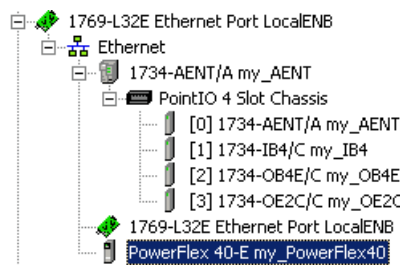 1769-L32E Ethernet Port LocalENB
Ethernet
1734-AENT/A my_AENT
PointIO 4 Slot Chassis
[0] 1734-AENT/A my_AENT
[1] 1734-IB4/C my_IB4
[2] 1734-OB4E/C my_OB4E
[3] 1734-OE2C/C my_OE2C
1769-L32E Ethernet Port LocalENB
PowerFlex 40-E my_PowerFlex40